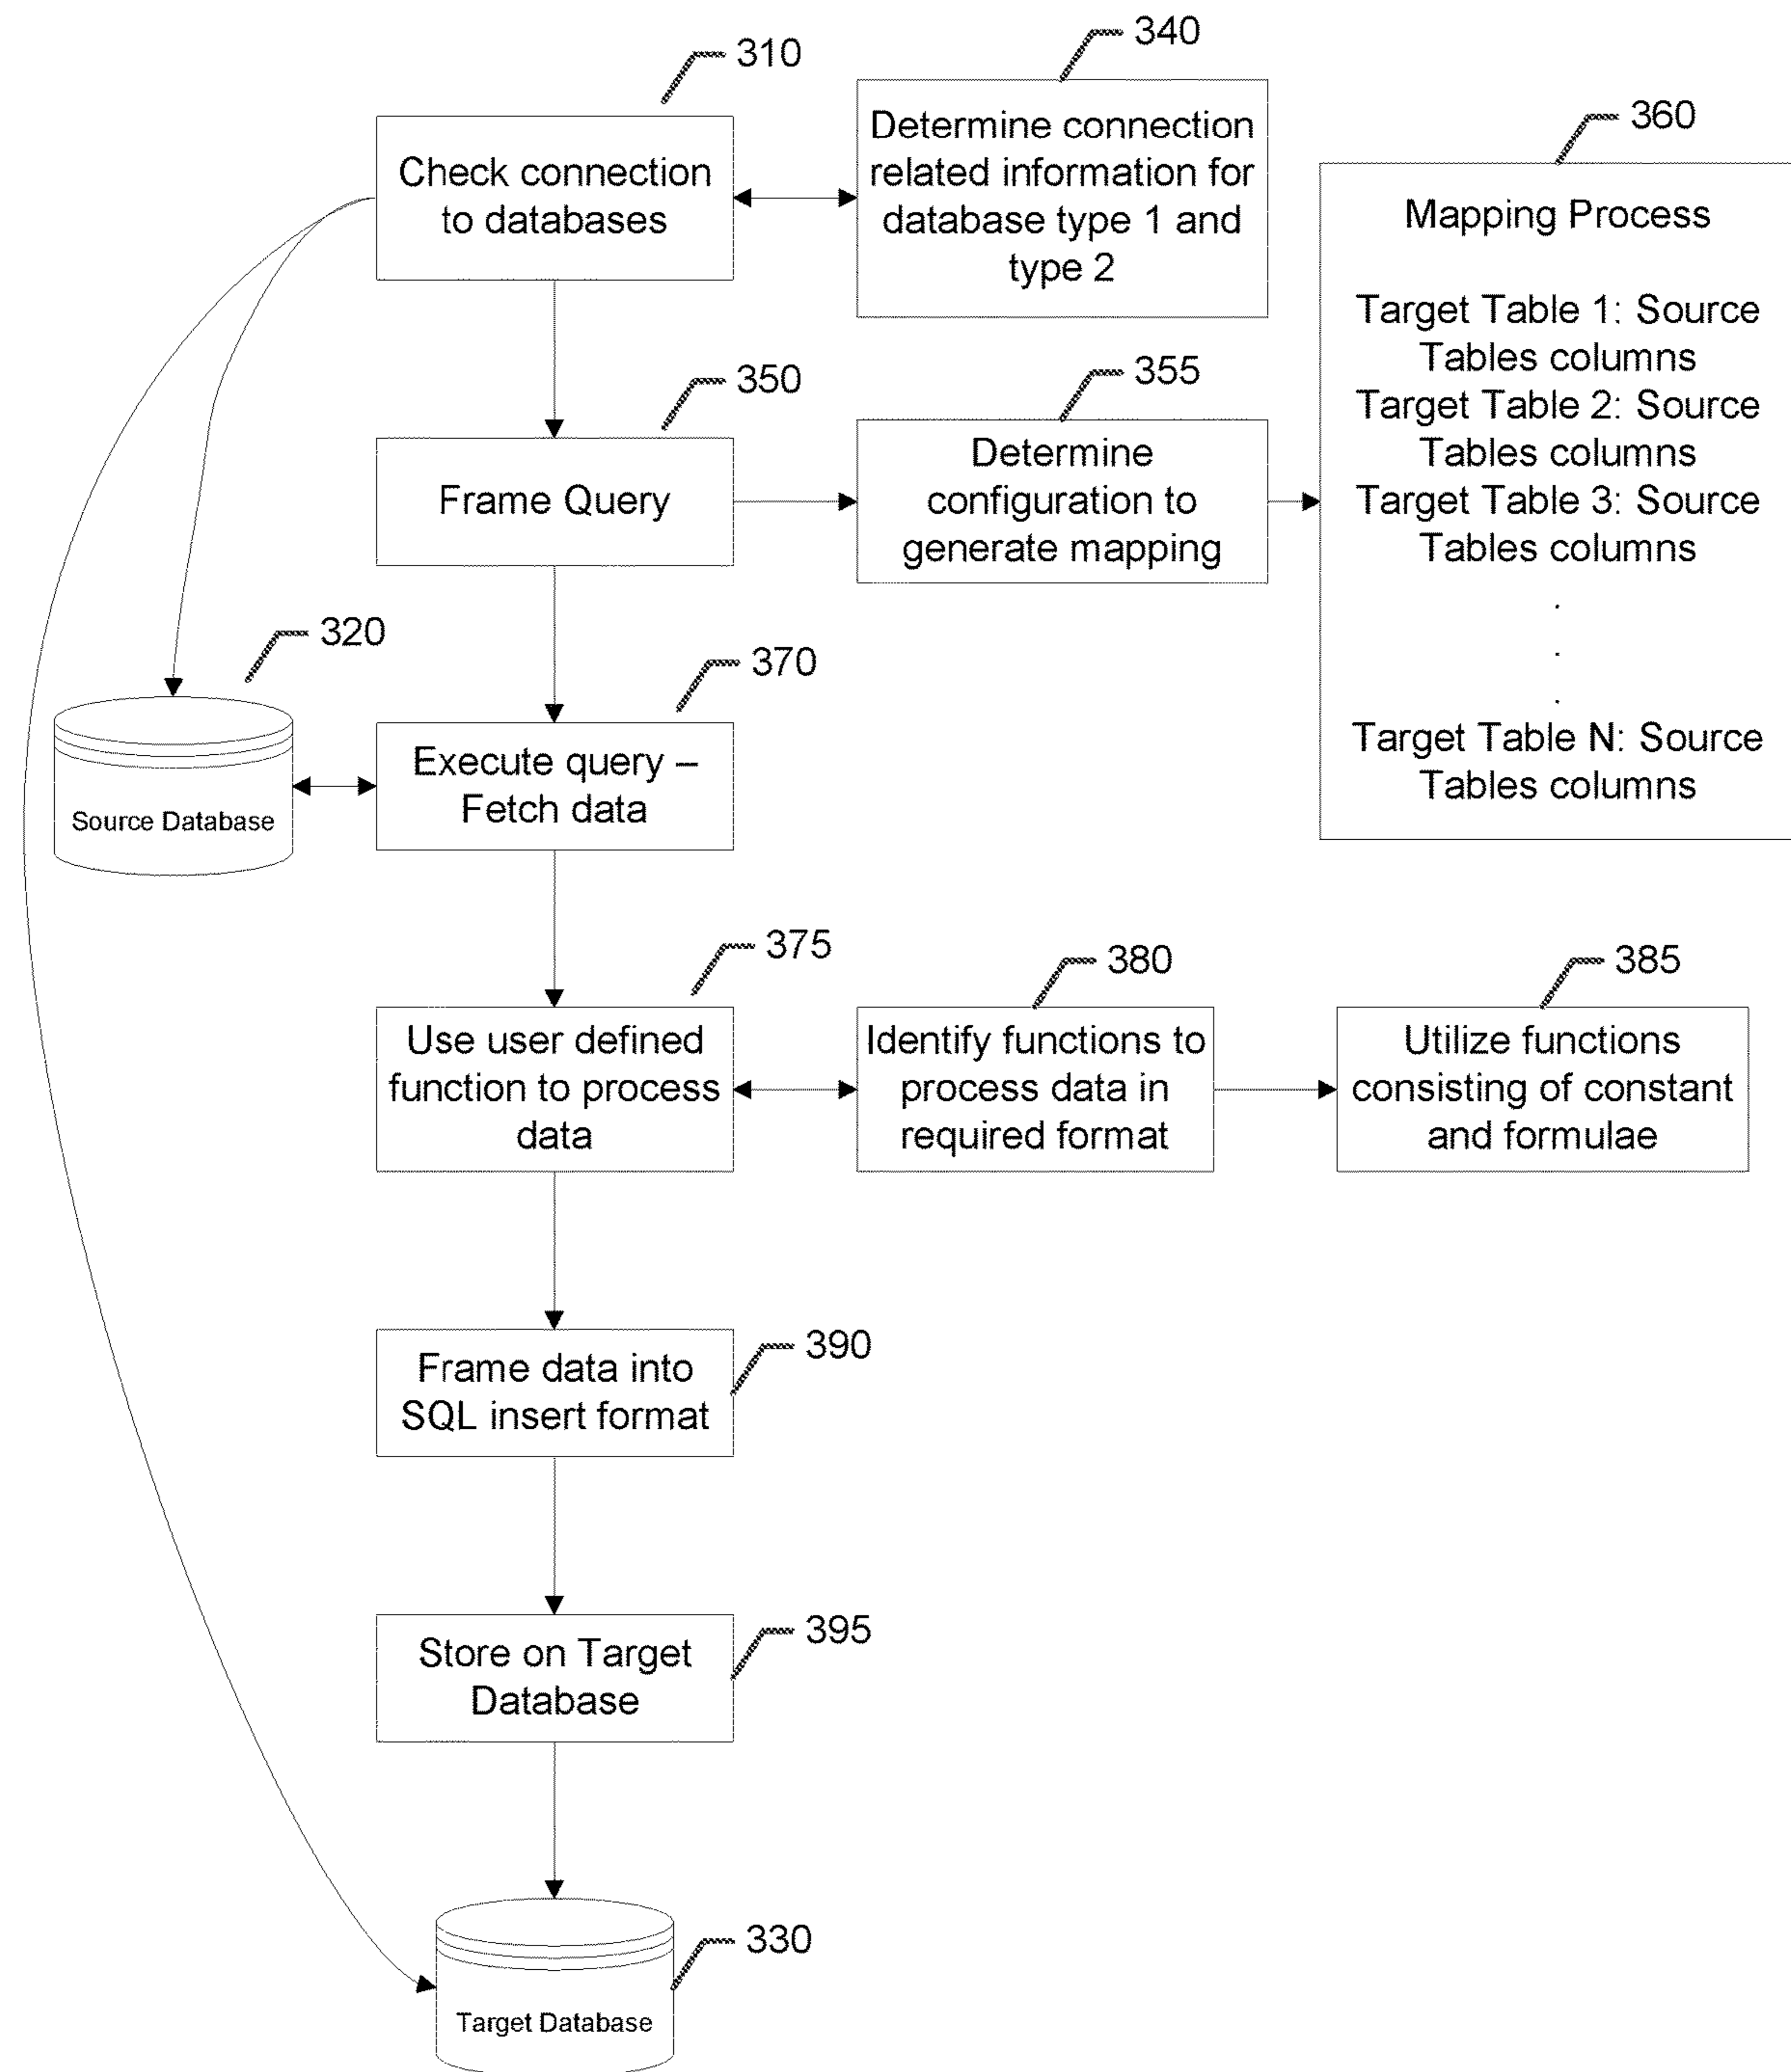 310
340
360
Check connection
to databases
Determine connection
related information for
database type 1 and
type 2
Mapping Process
Target Table 1: Source
Tables columns
Target Table 2: Source
Tables columns
Target Table 3: Source
Tables columns
.
.
.
Target Table N: Source
Tables columns
350
355
Frame Query
Determine
configuration to
generate mapping
320
370
Source Database
Execute query –
Fetch data
375
380
385
Use user defined
function to process
data
Identify functions to
process data in
required format
Utilize functions
consisting of constant
and formulae
390
Frame data into
SQL insert format
395
Store on Target
Database
330
Target Database